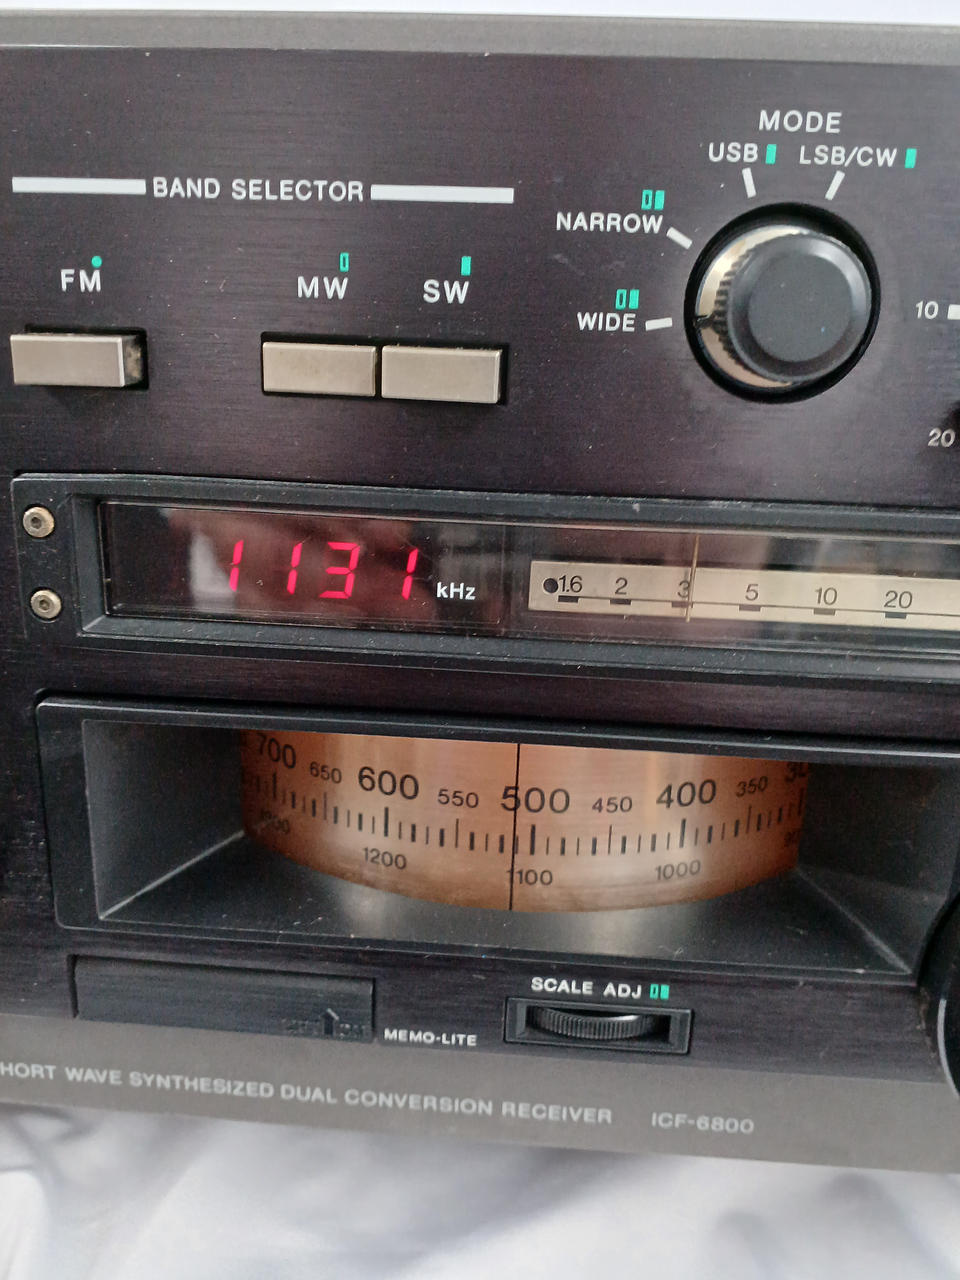 MODE
USB LSB/CW
BAND SELECTOR
NARROW
FM MW SW
WIDE
10
20
1131 kHz
1.6 2 3 5 10 20
700 650 600 550 500 450 400 350
1200 1100 1000
SCALE ADJ
MEMO-LITE
HORT WAVE SYNTHESIZED DUAL CONVERSION RECEIVER ICF-6800